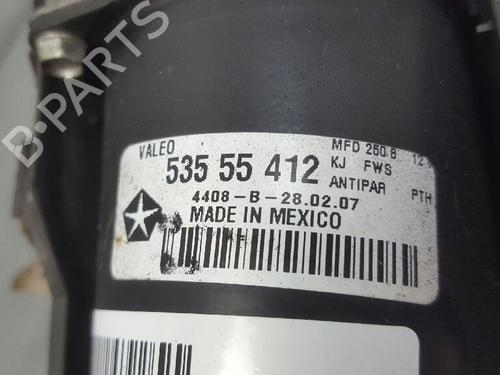 B-PARTS
VALEO
MFD 250.8 12
535 55 412
KJ FWS
ANTIPAR PTH
4408-B-28.02.07
MADE IN MEXICO